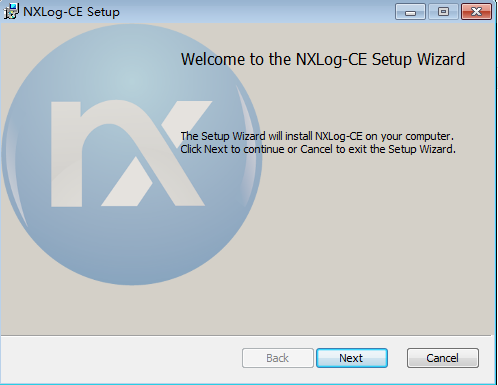 NXLog-CE Setup
Welcome to the NXLog-CE Setup Wizard
nx
The Setup Wizard will install NXLog-CE on your computer.
Click Next to continue or Cancel to exit the Setup Wizard.
Back
Next
Cancel